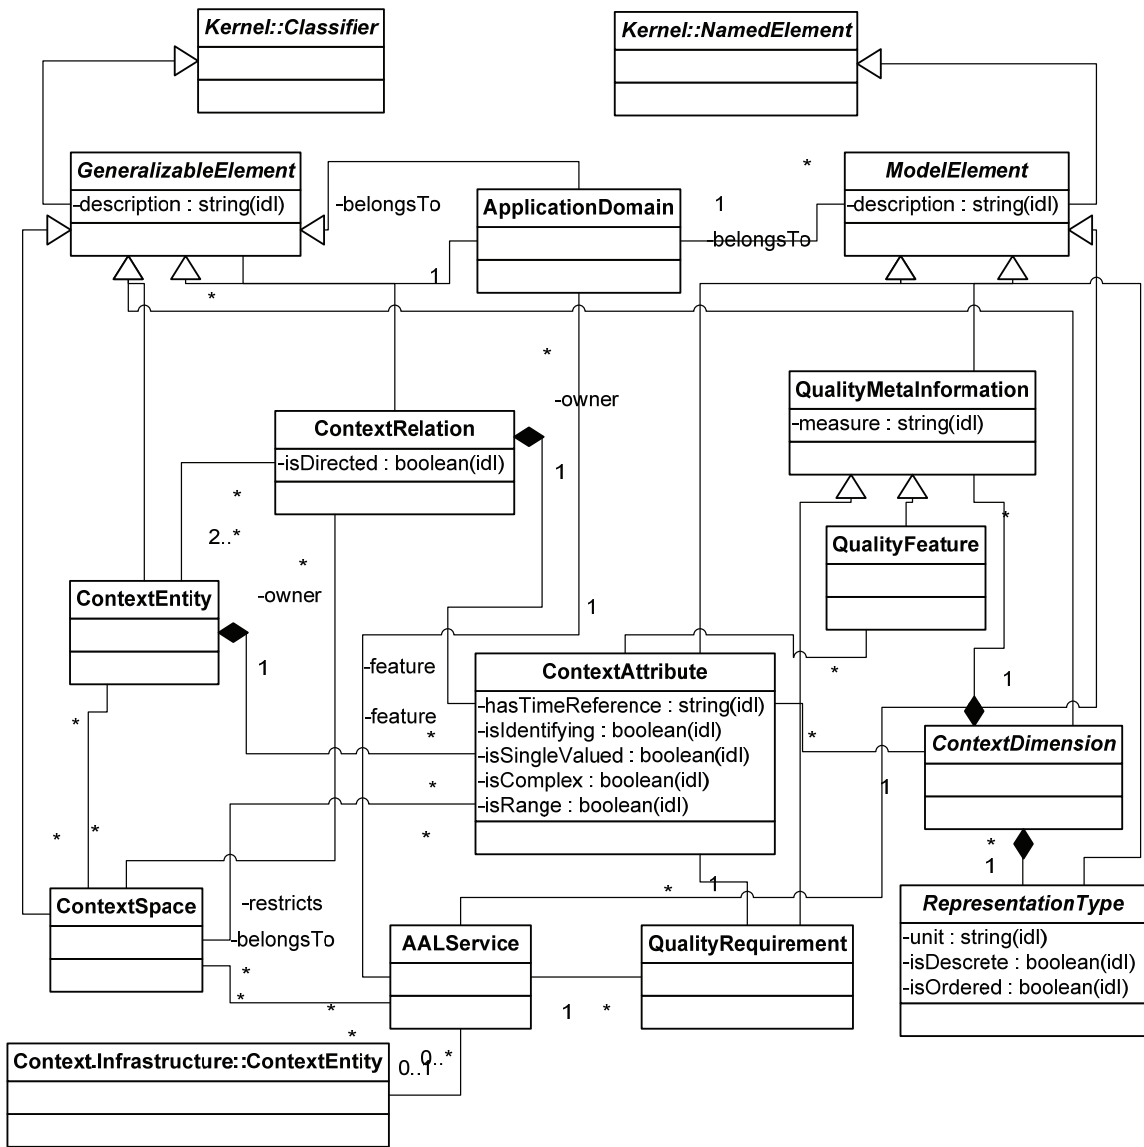 Kernel::Classifier
Kernel::NamedElement
GeneralizableElement
-description : string(idl)
*
ModelElement
-description : string(idl)
-belongsTo
ApplicationDomain
1
-belongsTo
1
*
*
-owner
ContextRelation
-isDirected : boolean(idl)
1
QualityMetaInformation
-measure : string(idl)
*
2..*
*
*
QualityFeature
-owner
ContextEntity
1
1
-feature
ContextAttribute
-hasTimeReference : string(idl)
-isIdentifying : boolean(idl)
-isSingleValued : boolean(idl)
-isComplex : boolean(idl)
-isRange : boolean(idl)
*
1
-feature
*
*
*
*
ContextDimension
1
*
*
*
*
1
1
*
ContextSpace
-restricts
-belongsTo
AALService
QualityRequirement
RepresentationType
-unit : string(idl)
-isDescrete : boolean(idl)
-isOrdered : boolean(idl)
*
*
*
1
*
*
Context.Infrastructure::ContextEntity
0..1
0..*